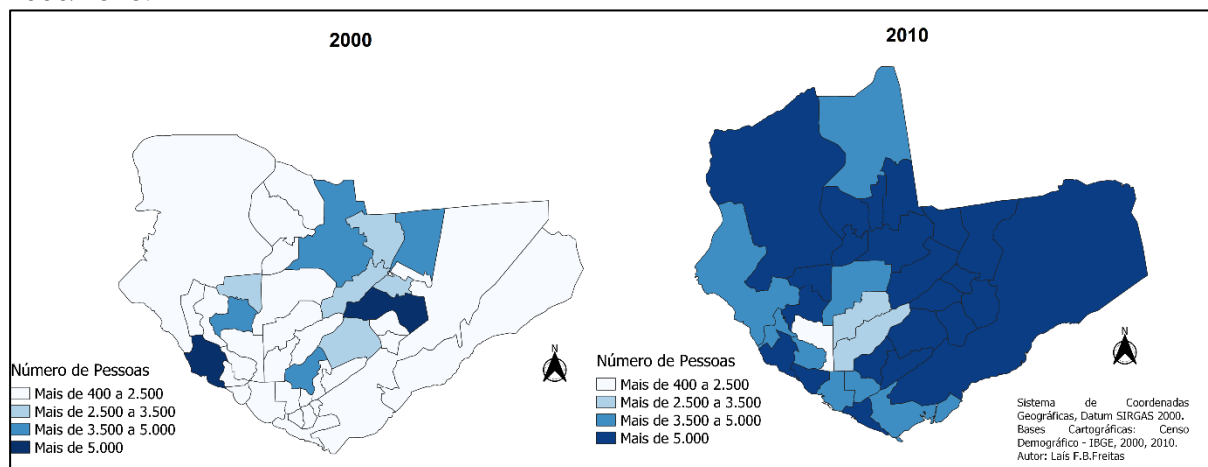 2000
2010
N
Número de Pessoas
Mais de 400 a 2.500
Mais de 2.500 a 3.500
Mais de 3.500 a 5.000
Mais de 5.000
N
Número de Pessoas
Mais de 400 a 2.500
Mais de 2.500 a 3.500
Mais de 3.500 a 5.000
Mais de 5.000
Sistema de Coordenadas
Geográficas, Datum SIRGAS 2000.
Bases Cartográficas: Censo
Demográfico - IBGE, 2000, 2010.
Autor: Laís F.B.Freitas